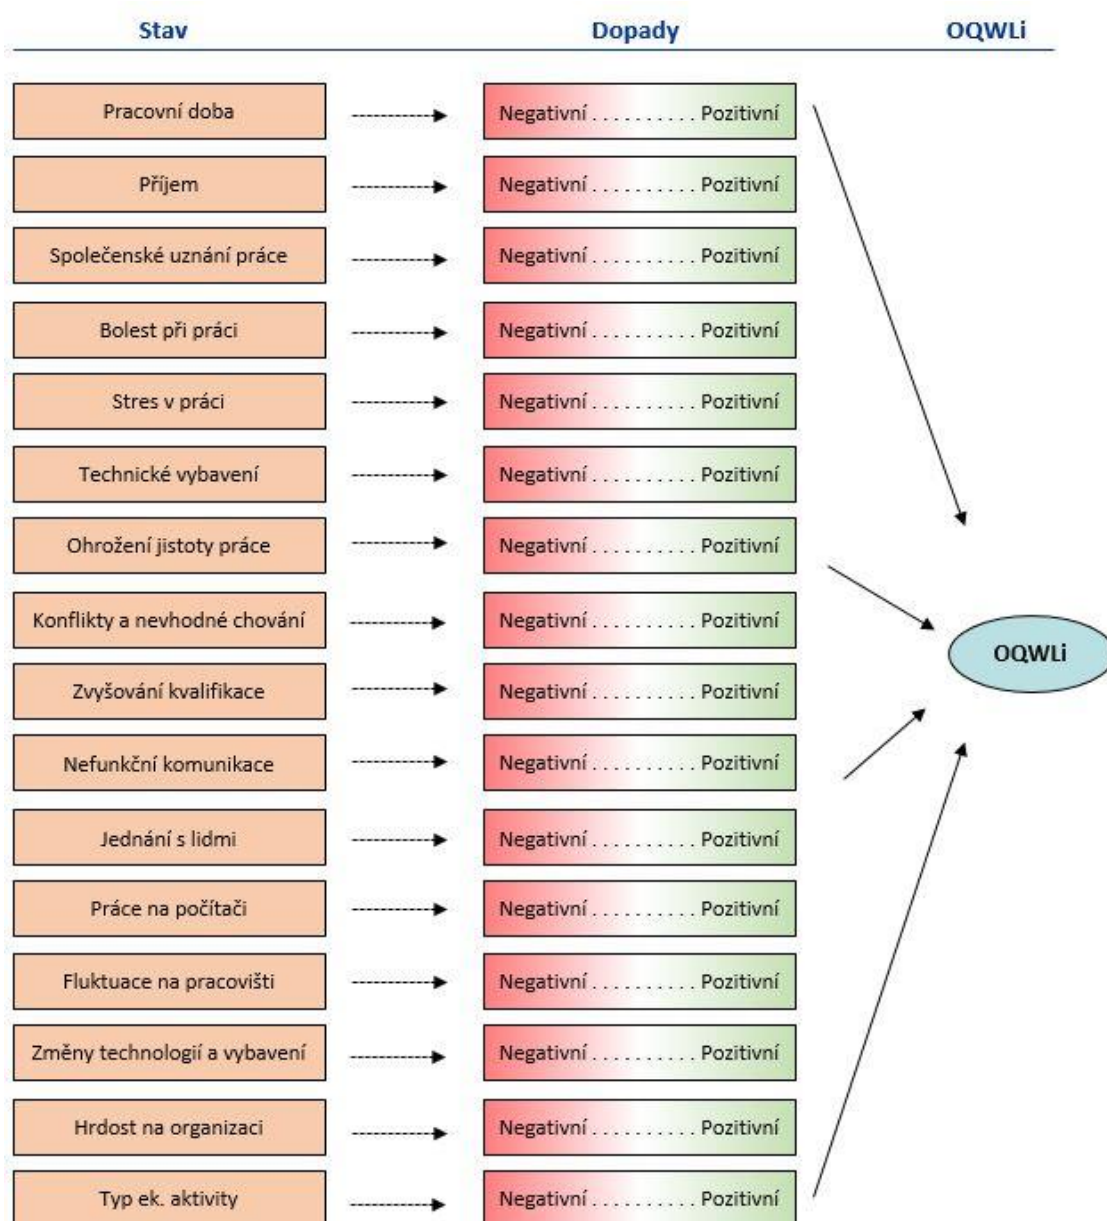 Stav Dopady OQWLi
Pracovní doba Negativní . . . . . . . . . . Pozitivní
Příjem Negativní . . . . . . . . . . Pozitivní
Společenské uznání práce Negativní . . . . . . . . . . Pozitivní
Bolest při práci Negativní . . . . . . . . . . Pozitivní
Stres v práci Negativní . . . . . . . . . . Pozitivní
Technické vybavení Negativní . . . . . . . . . . Pozitivní
Ohrožení jistoty práce Negativní . . . . . . . . . . Pozitivní
Konflikty a nevhodné chování Negativní . . . . . . . . . . Pozitivní
OQWLi
Zvyšování kvalifikace Negativní . . . . . . . . . . Pozitivní
Nefunkční komunikace Negativní . . . . . . . . . . Pozitivní
Jednání s lidmi Negativní . . . . . . . . . . Pozitivní
Práce na počítači Negativní . . . . . . . . . . Pozitivní
Fluktuace na pracovišti Negativní . . . . . . . . . . Pozitivní
Změny technologií a vybavení Negativní . . . . . . . . . . Pozitivní
Hrdost na organizaci Negativní . . . . . . . . . . Pozitivní
Typ ek. aktivity Negativní . . . . . . . . . . Pozitivní